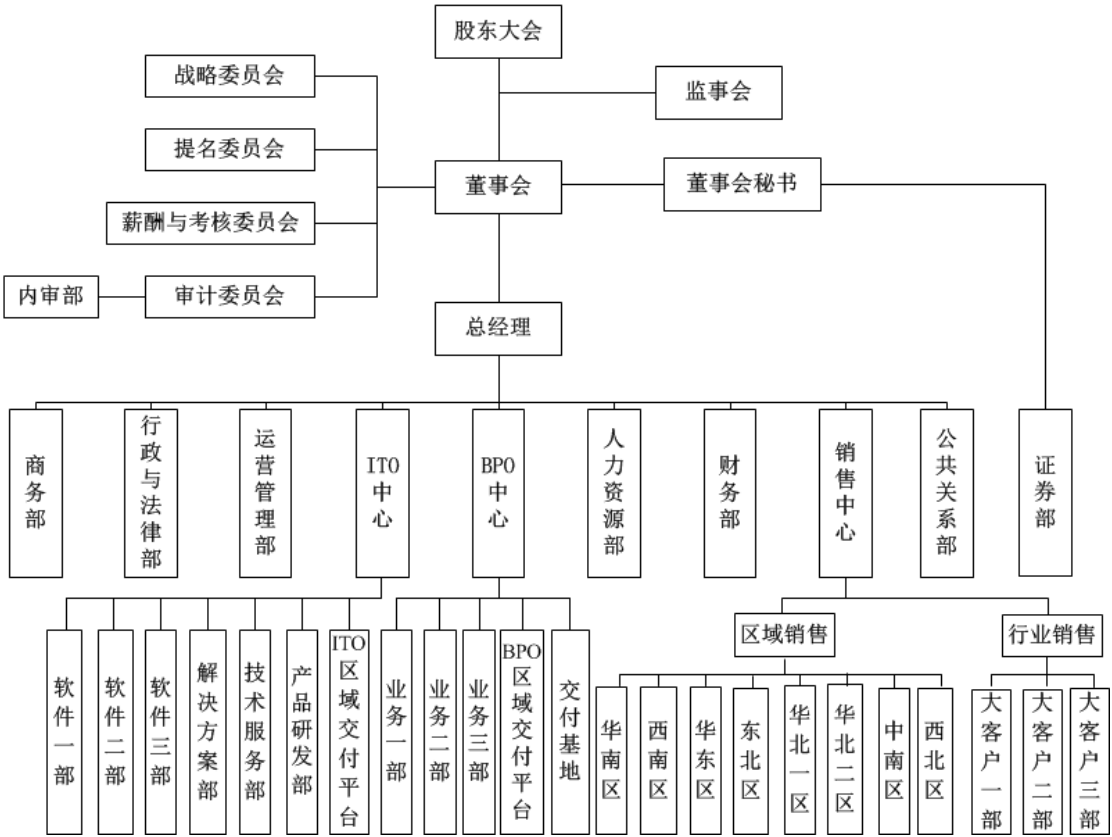 股东大会
战略委员会
监事会
提名委员会
董事会
董事会秘书
薪酬与考核委员会
内审部
审计委员会
总经理
商务部
行政与法律部
运营管理部
ITO中心
BPO中心
人力资源部
财务部
销售中心
公共关系部
证券部
区域销售
行业销售
软件一部
软件二部
软件三部
解决方案部
技术服务部
产品研发部
ITO区域交付平台
业务一部
业务二部
业务三部
BPO区域交付平台
交付基地
华南区
西南区
华东区
东北区
华北一区
华北二区
中南区
西北区
大客户一部
大客户二部
大客户三部